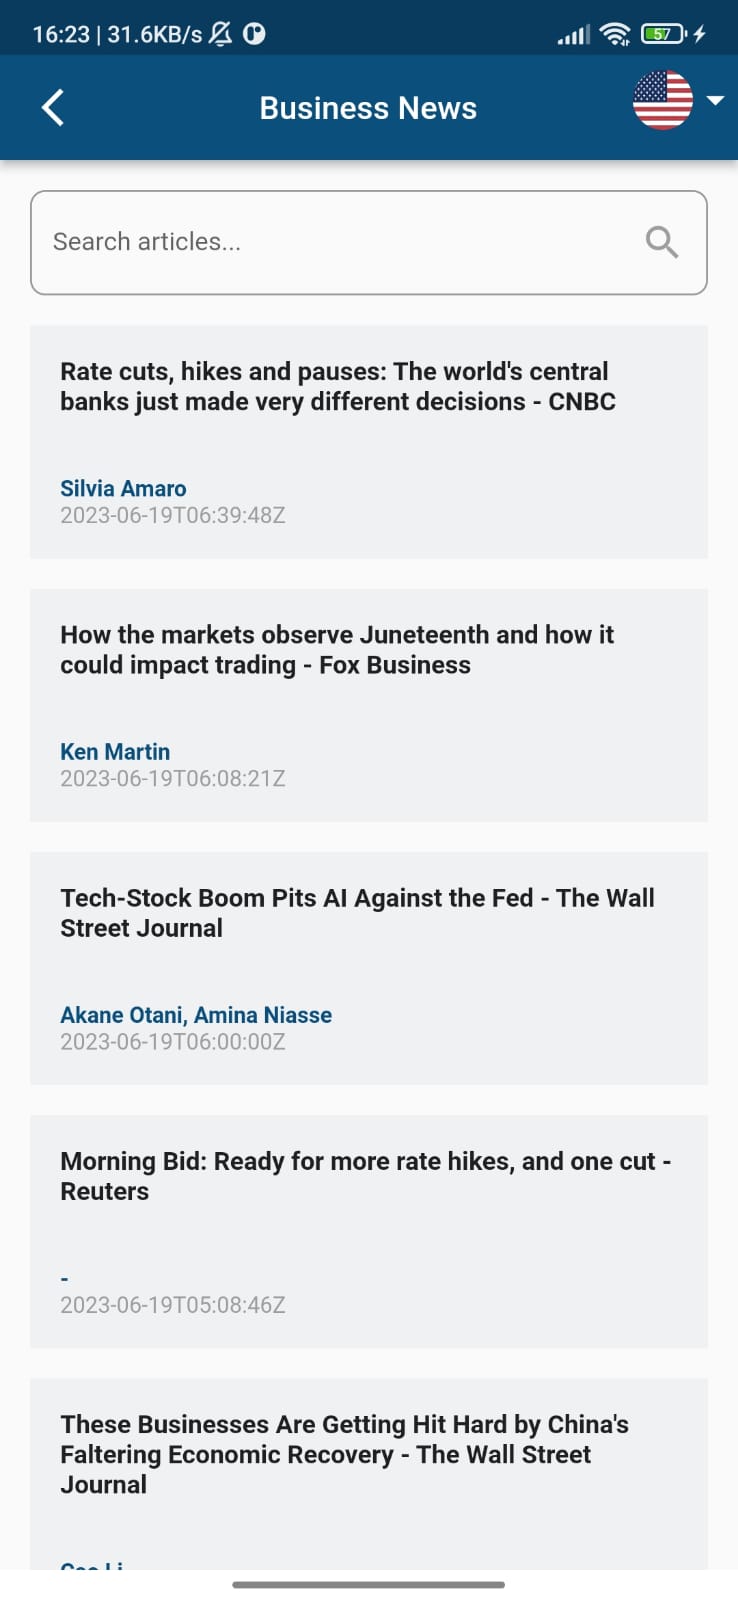 16:23 | 31.6KB/s
57
Business News
Search articles...
Rate cuts, hikes and pauses: The world's central
banks just made very different decisions - CNBC
Silvia Amaro
2023-06-19T06:39:48Z
How the markets observe Juneteenth and how it
could impact trading - Fox Business
Ken Martin
2023-06-19T06:08:21Z
Tech-Stock Boom Pits AI Against the Fed - The Wall
Street Journal
Akane Otani, Amina Niasse
2023-06-19T06:00:00Z
Morning Bid: Ready for more rate hikes, and one cut -
Reuters
-
2023-06-19T05:08:46Z
These Businesses Are Getting Hit Hard by China's
Faltering Economic Recovery - The Wall Street
Journal